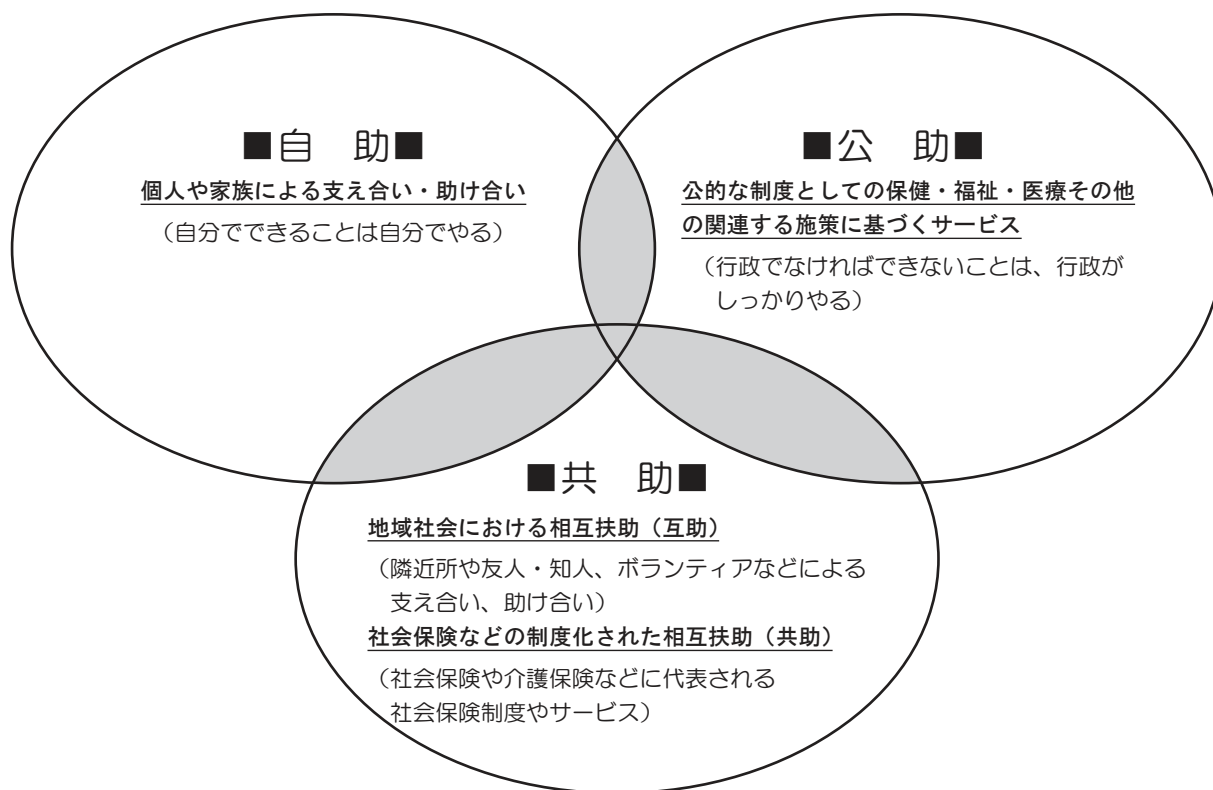 ■自　助■
個人や家族による支え合い・助け合い
（自分でできることは自分でやる）
■公　助■
公的な制度としての保健・福祉・医療その他
の関連する施策に基づくサービス
（行政でなければできないことは、行政が
しっかりやる）
■共　助■
地域社会における相互扶助（互助）
（隣近所や友人・知人、ボランティアなどによる
支え合い、助け合い）
社会保険などの制度化された相互扶助（共助）
（社会保険や介護保険などに代表される
社会保険制度やサービス）